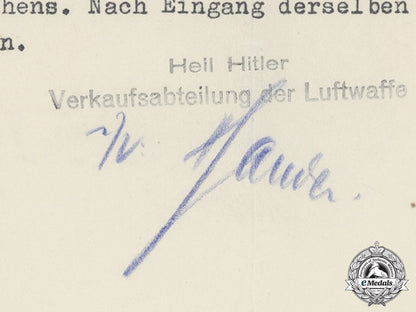 hens. Nach Eingang derselben
n.
Heil Hitler
Verkaufsabteilung der Luftwaffe
eMedals